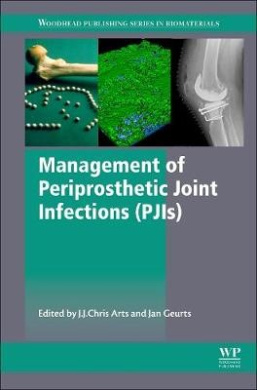 WOODHEAD PUBLISHING SERIES IN BIOMATERIALS
Management of
Periprosthetic Joint
Infections (PJIs)
Edited by J.J.Chris Arts and Jan Geurts
WP